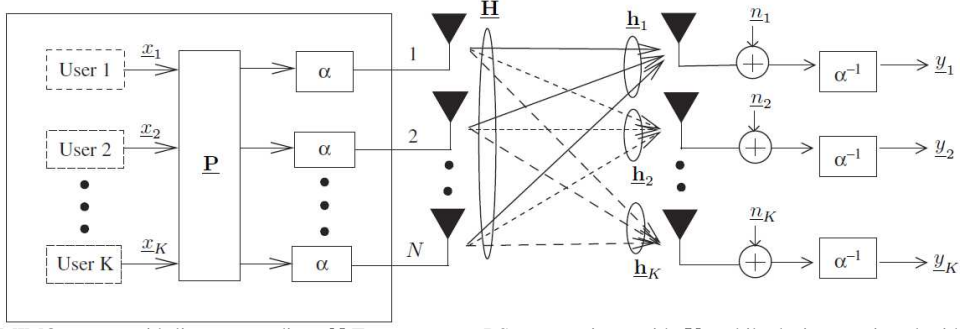 H
h1
n1
User 1
x1
α
1
α⁻¹
y1
n2
User 2
x2
P
α
2
h2
α⁻¹
y2
nK
User K
xK
α
N
hK
α⁻¹
yK